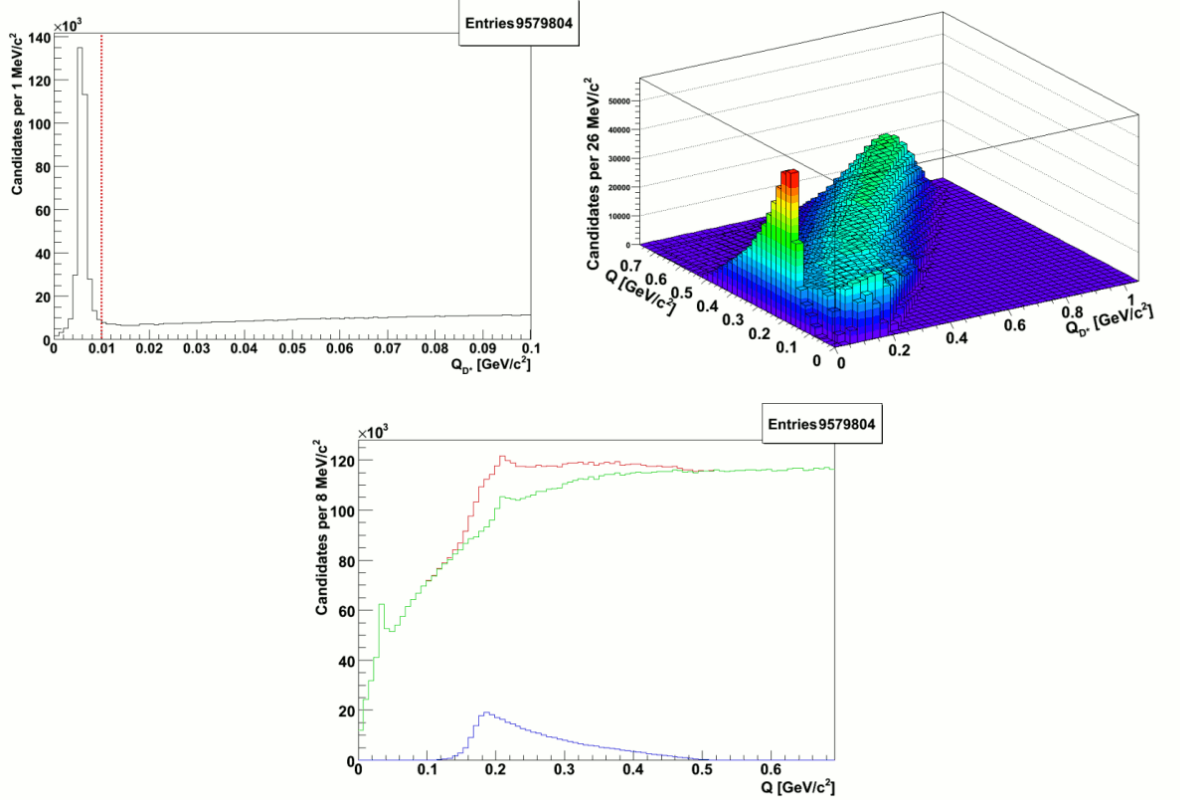 Entries 9579804
×10³
140
120
100
80
60
40
20
0
Candidates per 1 MeV/c²
0 0.01 0.02 0.03 0.04 0.05 0.06 0.07 0.08 0.09 0.1
Q_D* [GeV/c²]
Candidates per 26 MeV/c²
50000
40000
30000
20000
10000
0
0.7 0.6 0.5 0.4 0.3 0.2 0.1 0
Q [GeV/c²]
0 0.2 0.4 0.6 0.8 1
Q_D* [GeV/c²]
Entries 9579804
×10³
120
100
80
60
40
20
0
Candidates per 8 MeV/c²
0 0.1 0.2 0.3 0.4 0.5 0.6
Q [GeV/c²]